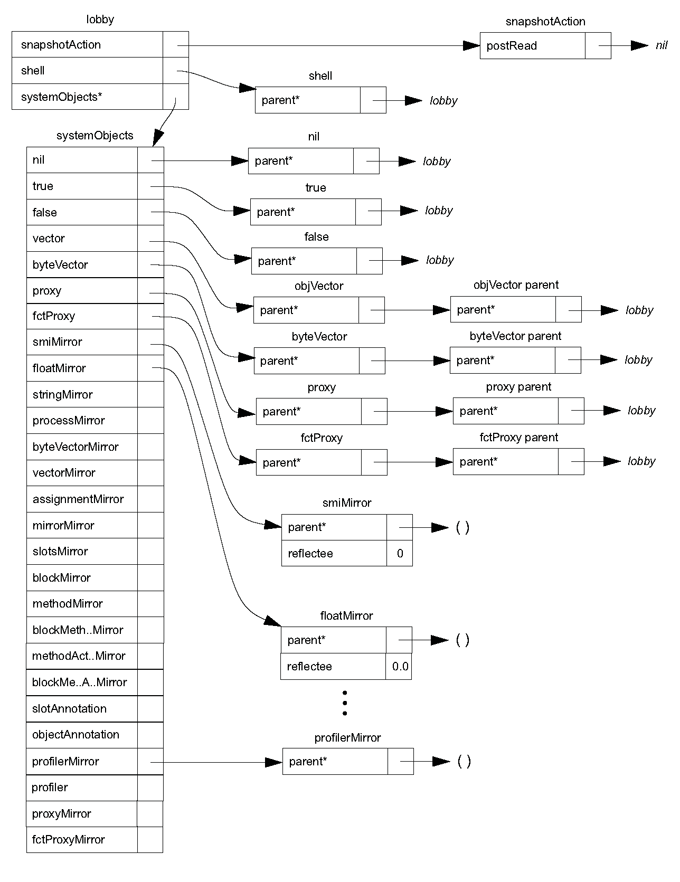 lobby
snapshotAction
shell
systemObjects*
snapshotAction
postRead
nil
shell
parent*
lobby
systemObjects
nil
true
false
vector
byteVector
proxy
fctProxy
smiMirror
floatMirror
stringMirror
processMirror
byteVectorMirror
vectorMirror
assignmentMirror
mirrorMirror
slotsMirror
blockMirror
methodMirror
blockMeth..Mirror
methodAct..Mirror
blockMe..A..Mirror
slotAnnotation
objectAnnotation
profilerMirror
profiler
proxyMirror
fctProxyMirror
nil
parent*
lobby
true
parent*
lobby
false
parent*
lobby
objVector
parent*
objVector parent
parent*
lobby
byteVector
parent*
byteVector parent
parent*
lobby
proxy
parent*
proxy parent
parent*
lobby
fctProxy
parent*
fctProxy parent
parent*
lobby
smiMirror
parent*
( )
reflectee 0
floatMirror
parent*
( )
reflectee 0.0
profilerMirror
parent*
( )